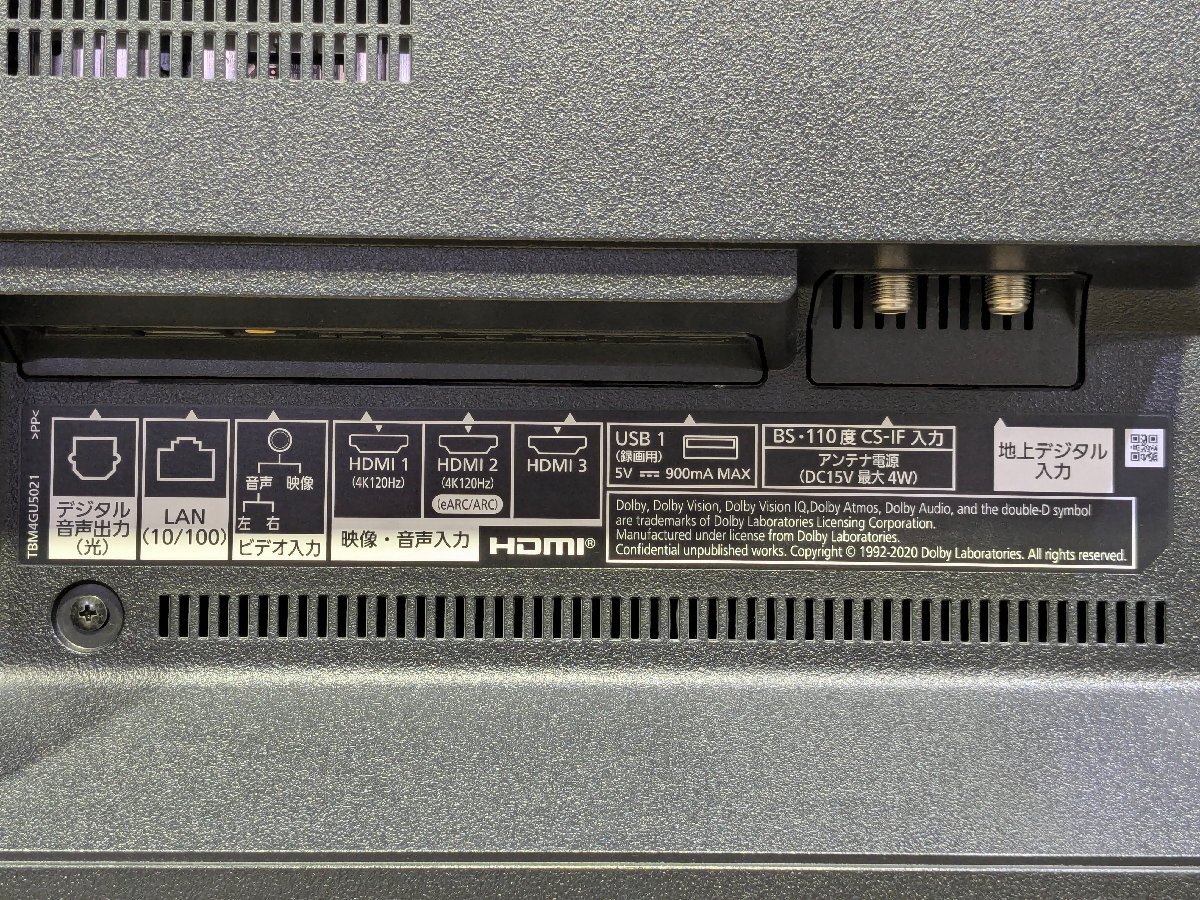 >PP<
TBM4GU5021
デジタル
音声出力
(光)
LAN
(10/100)
音声 映像
左 右
ビデオ入力
HDMI 1
(4K120Hz)
HDMI 2
(4K120Hz)
(eARC/ARC)
HDMI 3
映像・音声入力
HDMI®
USB 1
(録画用)
5V ⎓ 900mA MAX
BS・110度 CS-IF 入力
アンテナ電源
(DC15V 最大 4W)
地上デジタル
入力
Dolby, Dolby Vision, Dolby Vision IQ,Dolby Atmos, Dolby Audio, and the double-D symbol
are trademarks of Dolby Laboratories Licensing Corporation.
Manufactured under license from Dolby Laboratories.
Confidential unpublished works. Copyright © 1992-2020 Dolby Laboratories. All rights reserved.